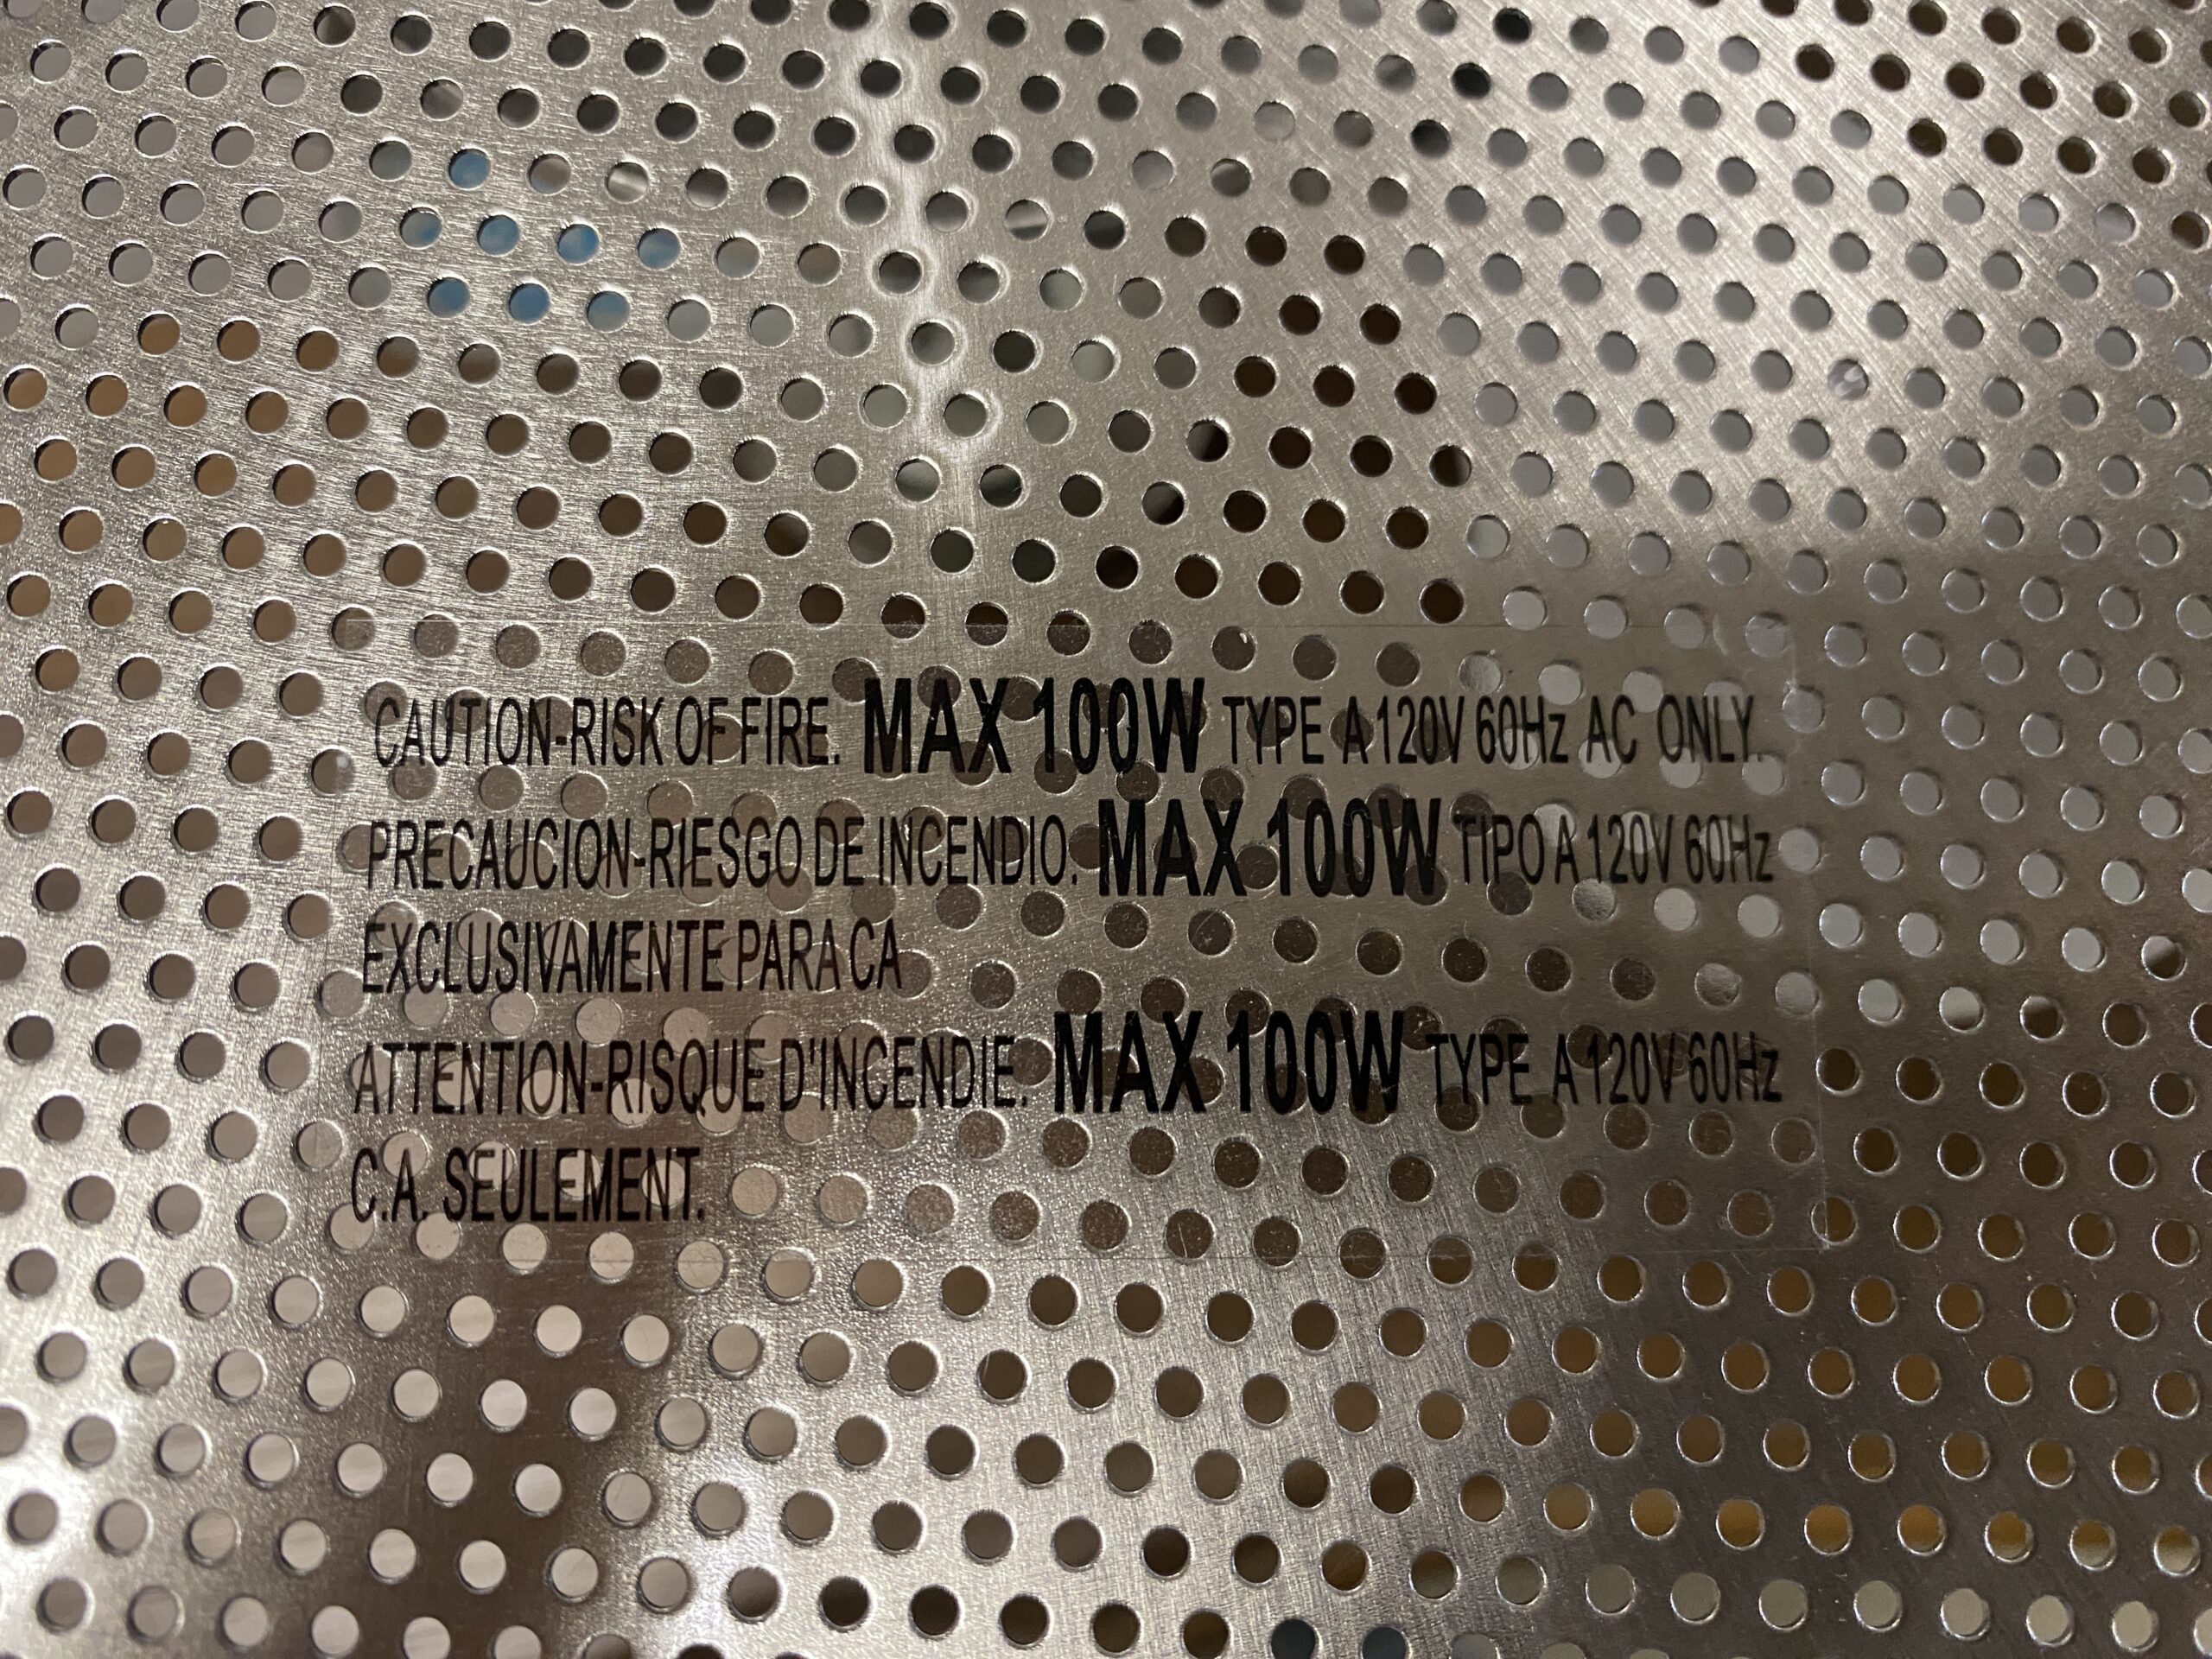 CAUTION-RISK OF FIRE. MAX 100W TYPE A 120V 60Hz AC ONLY.
PRECAUCION-RIESGO DE INCENDIO. MAX 100W TIPO A 120V 60Hz
EXCLUSIVAMENTE PARA CA
ATTENTION-RISQUE D'INCENDIE. MAX 100W TYPE A 120V 60Hz
C.A. SEULEMENT.